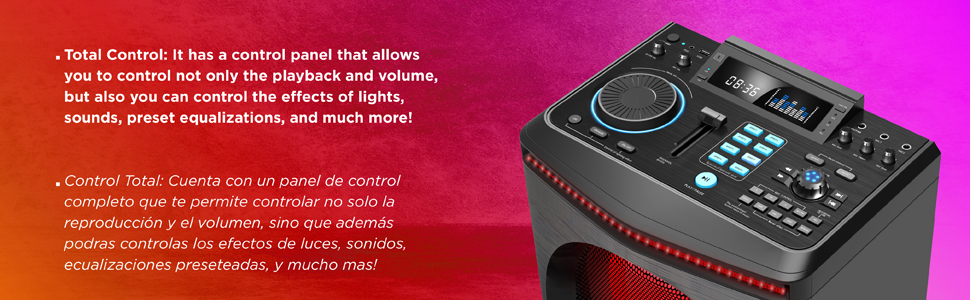 ▪ Total Control: It has a control panel that allows
you to control not only the playback and volume,
but also you can control the effects of lights,
sounds, preset equalizations, and much more!
▪ Control Total: Cuenta con un panel de control
completo que te permite controlar no solo la
reproducción y el volumen, sino que además
podras controlas los efectos de luces, sonidos,
ecualizaciones preseteadas, y mucho mas!
08:36
PLAY/PAUSE